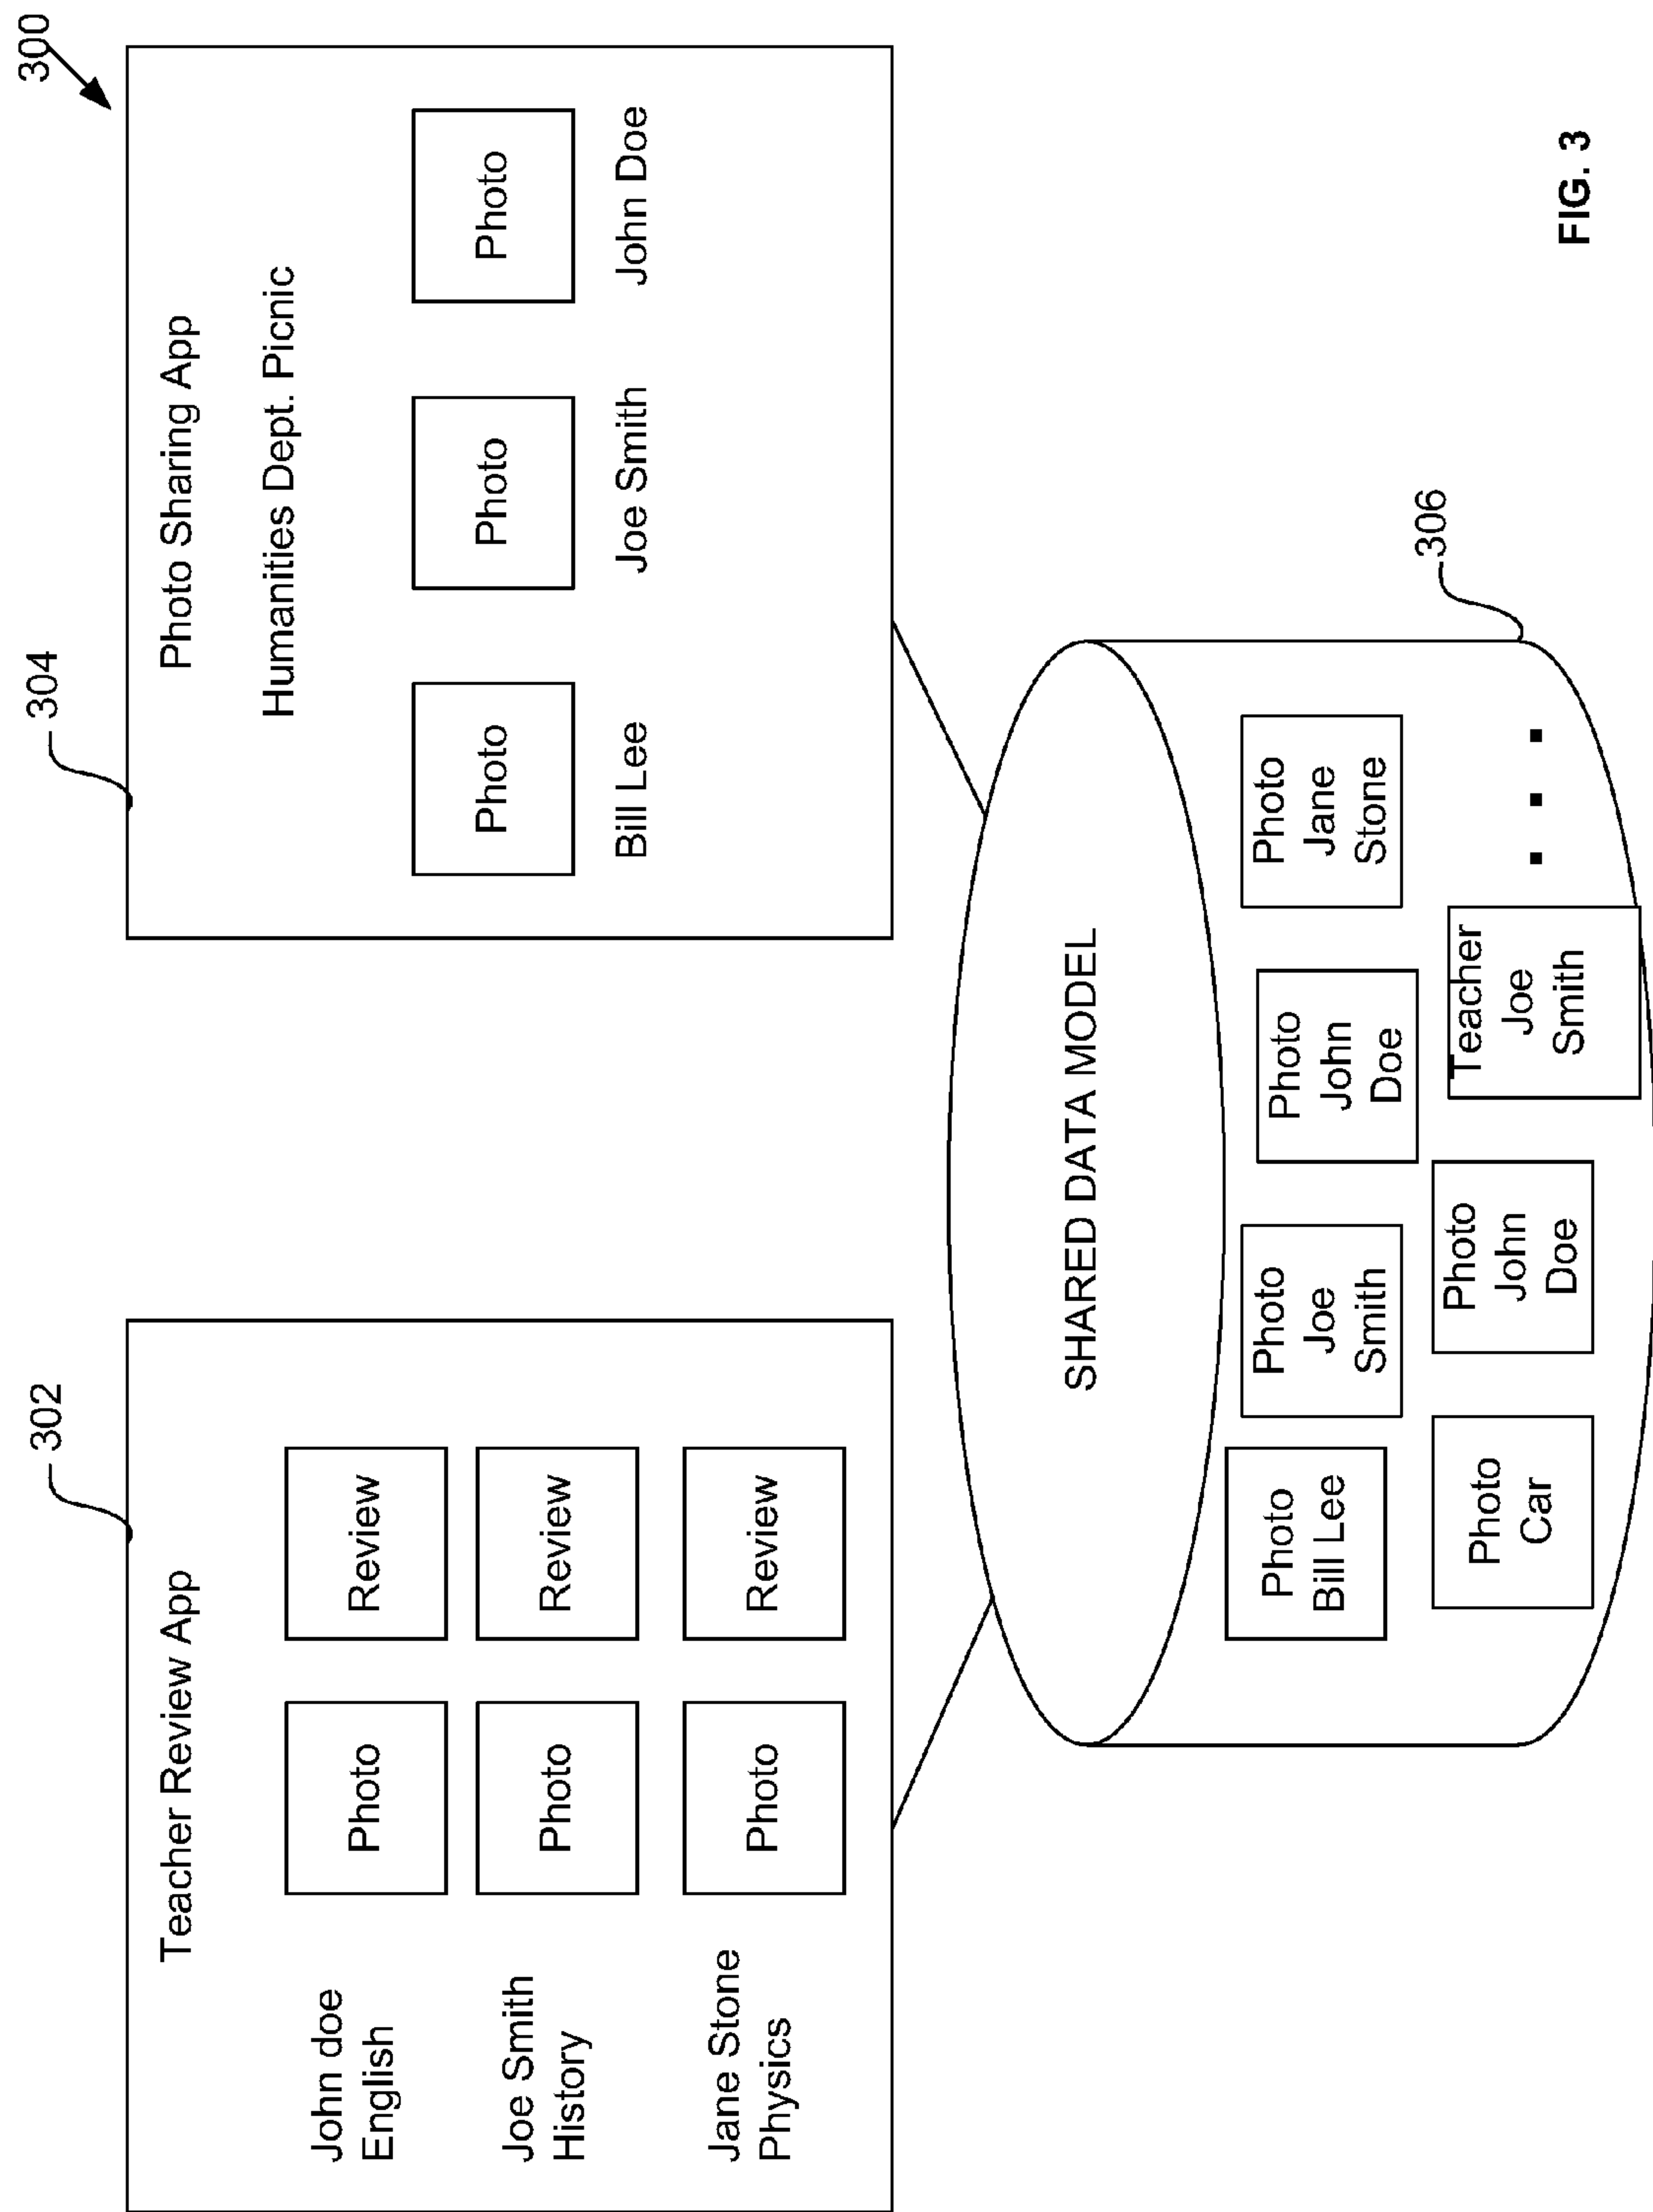 300
302
Teacher Review App
John doe
English
Photo
Review
Joe Smith
History
Photo
Review
Jane Stone
Physics
Photo
Review
304
Photo Sharing App
Humanities Dept. Picnic
Photo
Photo
Photo
Bill Lee
Joe Smith
John Doe
SHARED DATA MODEL
306
Photo
Bill Lee
Photo
Joe
Smith
Photo
John
Doe
Photo
Jane
Stone
Photo
Car
Photo
John
Doe
Teacher
Joe
Smith
. . .
FIG. 3